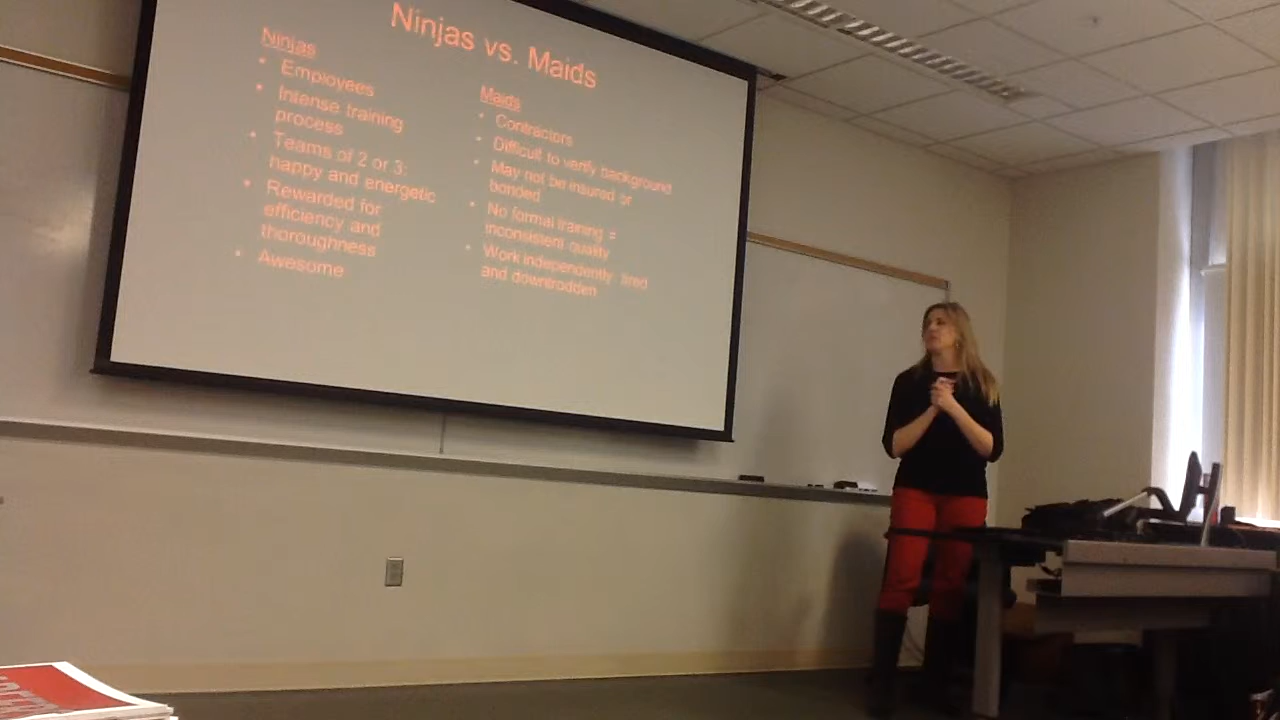 Ninjas vs. Maids
Ninjas
• Employees
• Intense training
process
• Teams of 2 or 3:
happy and energetic
• Rewarded for
efficiency and
thoroughness
• Awesome
Maids
• Contractors
• Difficult to verify background
• May not be insured or
bonded
• No formal training =
inconsistent quality
• Work independently: tired
and downtrodden